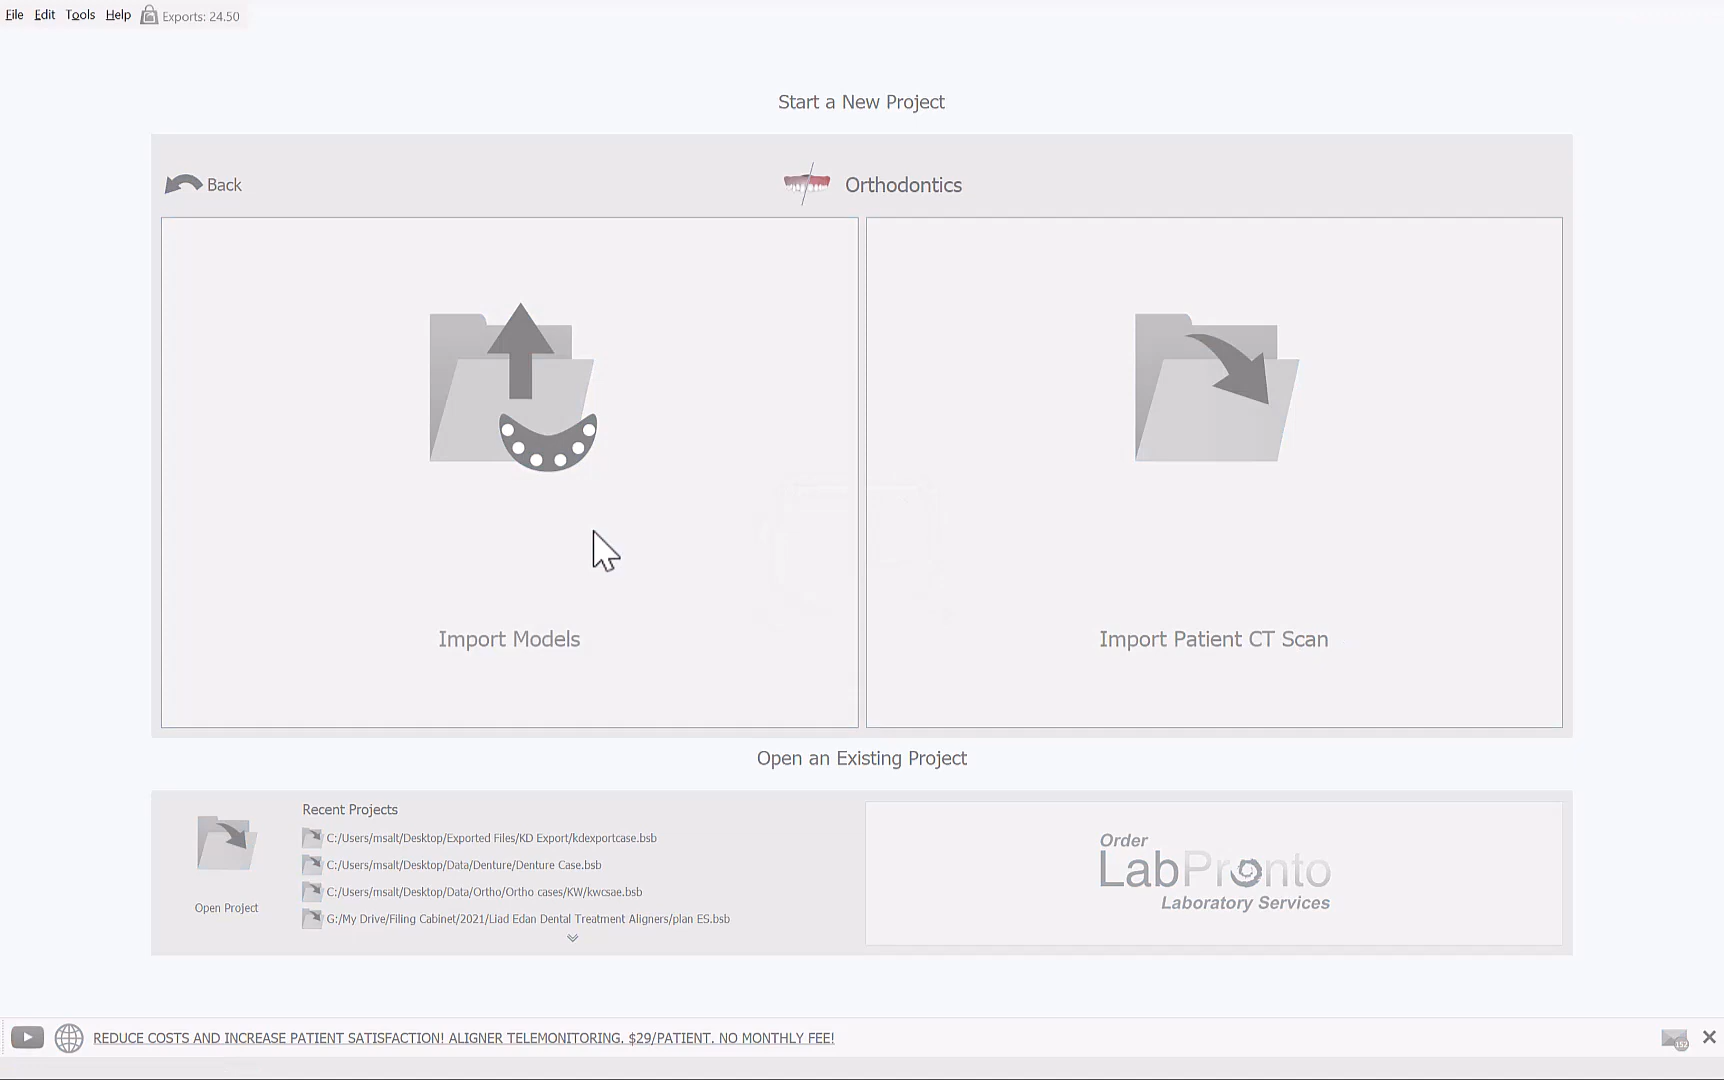 File Edit Tools Help Exports: 24.50
Start a New Project
Back
Orthodontics
Import Models
Import Patient CT Scan
Open an Existing Project
Recent Projects
C:/Users/msalt/Desktop/Exported Files/KD Export/kdexportcase.bsb
C:/Users/msalt/Desktop/Data/Denture/Denture Case.bsb
C:/Users/msalt/Desktop/Data/Ortho/Ortho cases/KW/kwcsae.bsb
G:/My Drive/Filing Cabinet/2021/Liad Edan Dental Treatment Aligners/plan ES.bsb
Open Project
Order
LabPronto
Laboratory Services
REDUCE COSTS AND INCREASE PATIENT SATISFACTION! ALIGNER TELEMONITORING. $29/PATIENT. NO MONTHLY FEE!
152